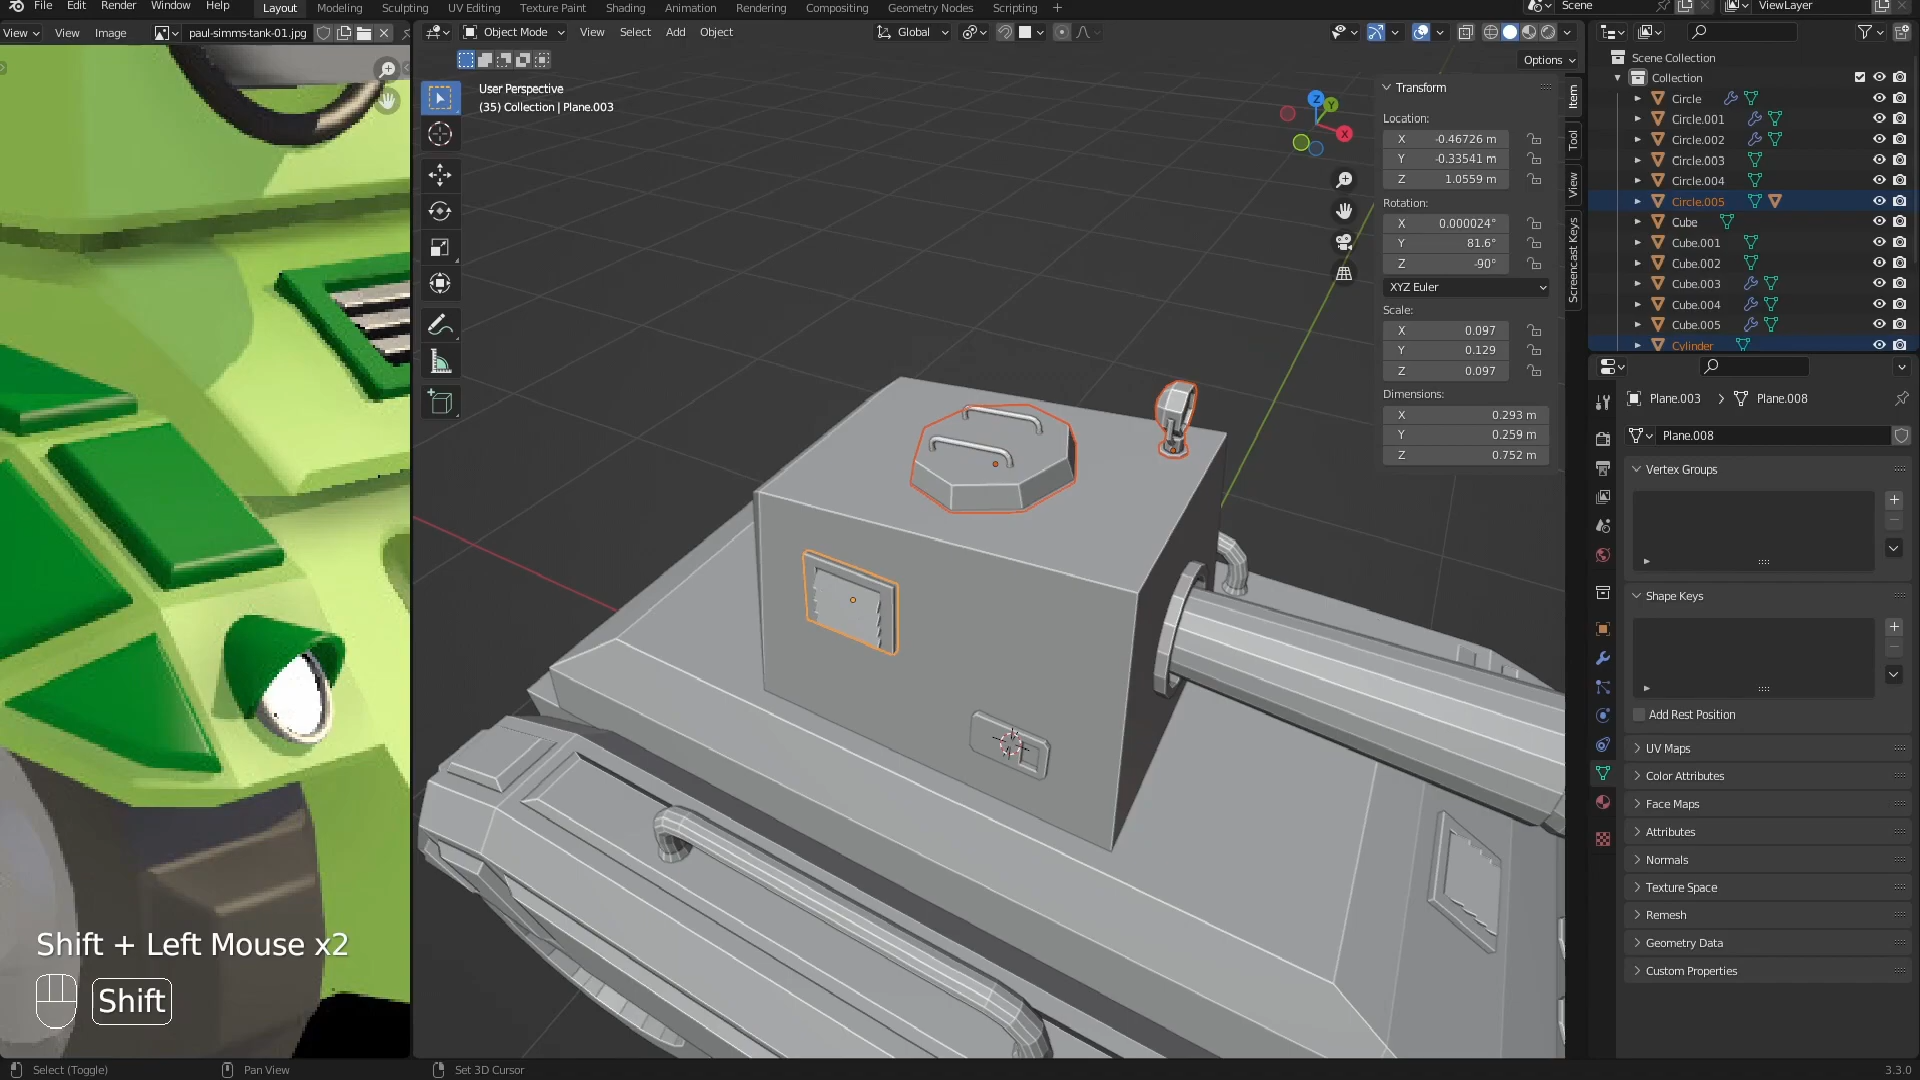 File Edit Render Window Help
Layout Modeling Sculpting UV Editing Texture Paint Shading Animation Rendering Compositing Geometry Nodes Scripting +
Scene
ViewLayer
View View Image paul-simms-tank-01.jpg
Object Mode View Select Add Object
Global
Options
User Perspective
(35) Collection | Plane.003
Z
Y
X
Transform
Location:
X -0.46726 m
Y -0.33541 m
Z 1.0559 m
Rotation:
X 0.000024°
Y 81.6°
Z -90°
XYZ Euler
Scale:
X 0.097
Y 0.129
Z 0.097
Dimensions:
X 0.293 m
Y 0.259 m
Z 0.752 m
Item
Tool
View
Screencast Keys
Scene Collection
Collection
Circle
Circle.001
Circle.002
Circle.003
Circle.004
Circle.005
Cube
Cube.001
Cube.002
Cube.003
Cube.004
Cube.005
Cylinder
Plane.003 > Plane.008
Plane.008
Vertex Groups
Shape Keys
Add Rest Position
UV Maps
Color Attributes
Face Maps
Attributes
Normals
Texture Space
Remesh
Geometry Data
Custom Properties
Shift + Left Mouse x2
Shift
Select (Toggle)
Pan View
Set 3D Cursor
3.3.0